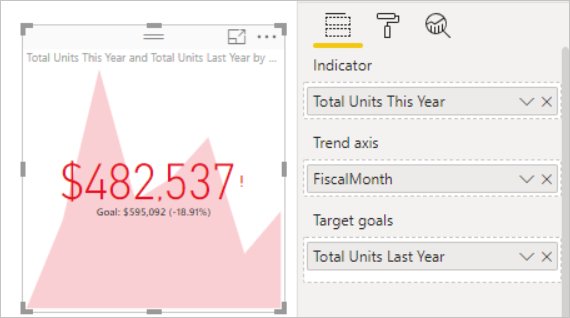 Total Units This Year and Total Units Last Year by ...
$482,537!
Goal: $595,092 (-18.91%)
Indicator
Total Units This Year
Trend axis
FiscalMonth
Target goals
Total Units Last Year